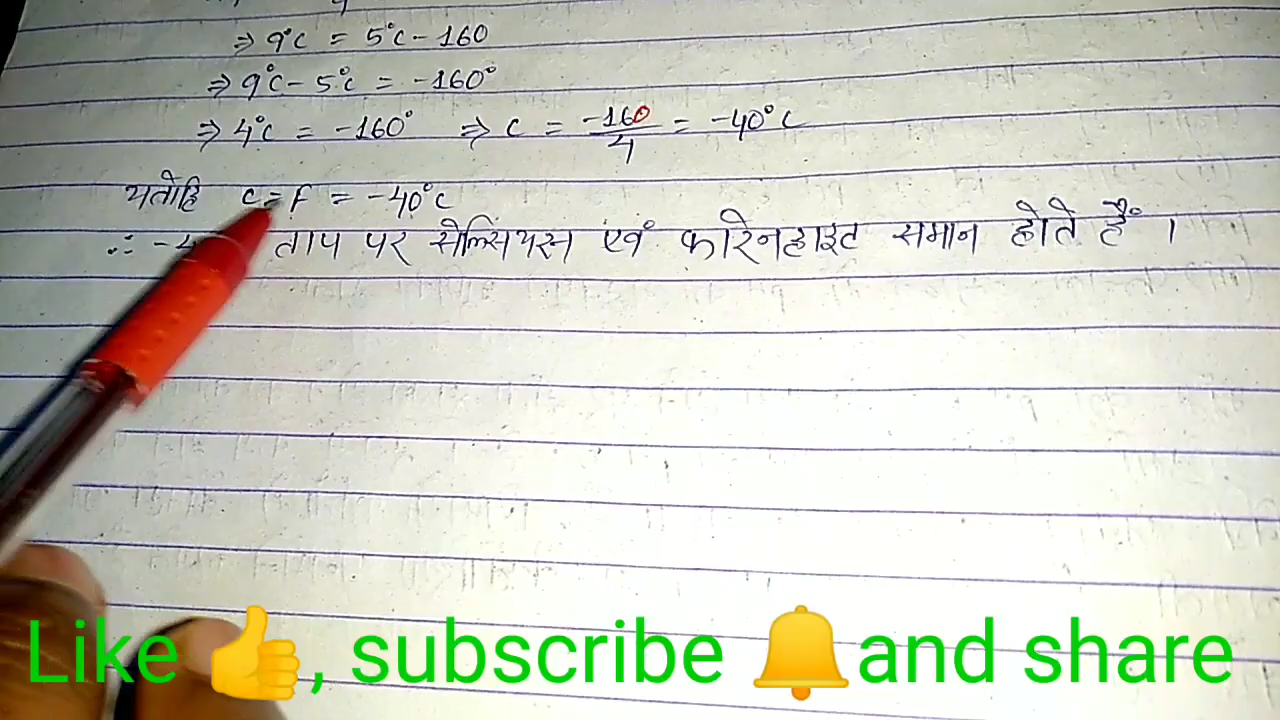 ⇒ 9°C = 5°C - 160
⇒ 9°C - 5°C = -160°
⇒ 4°C = -160° ⇒ C = -160/4 = -40°C
C = F = -40°C
∴ -4 ताप पर सेल्सियस एवं फारेनहाइट समान होते हैं ।
Like 👍, subscribe 🔔and share